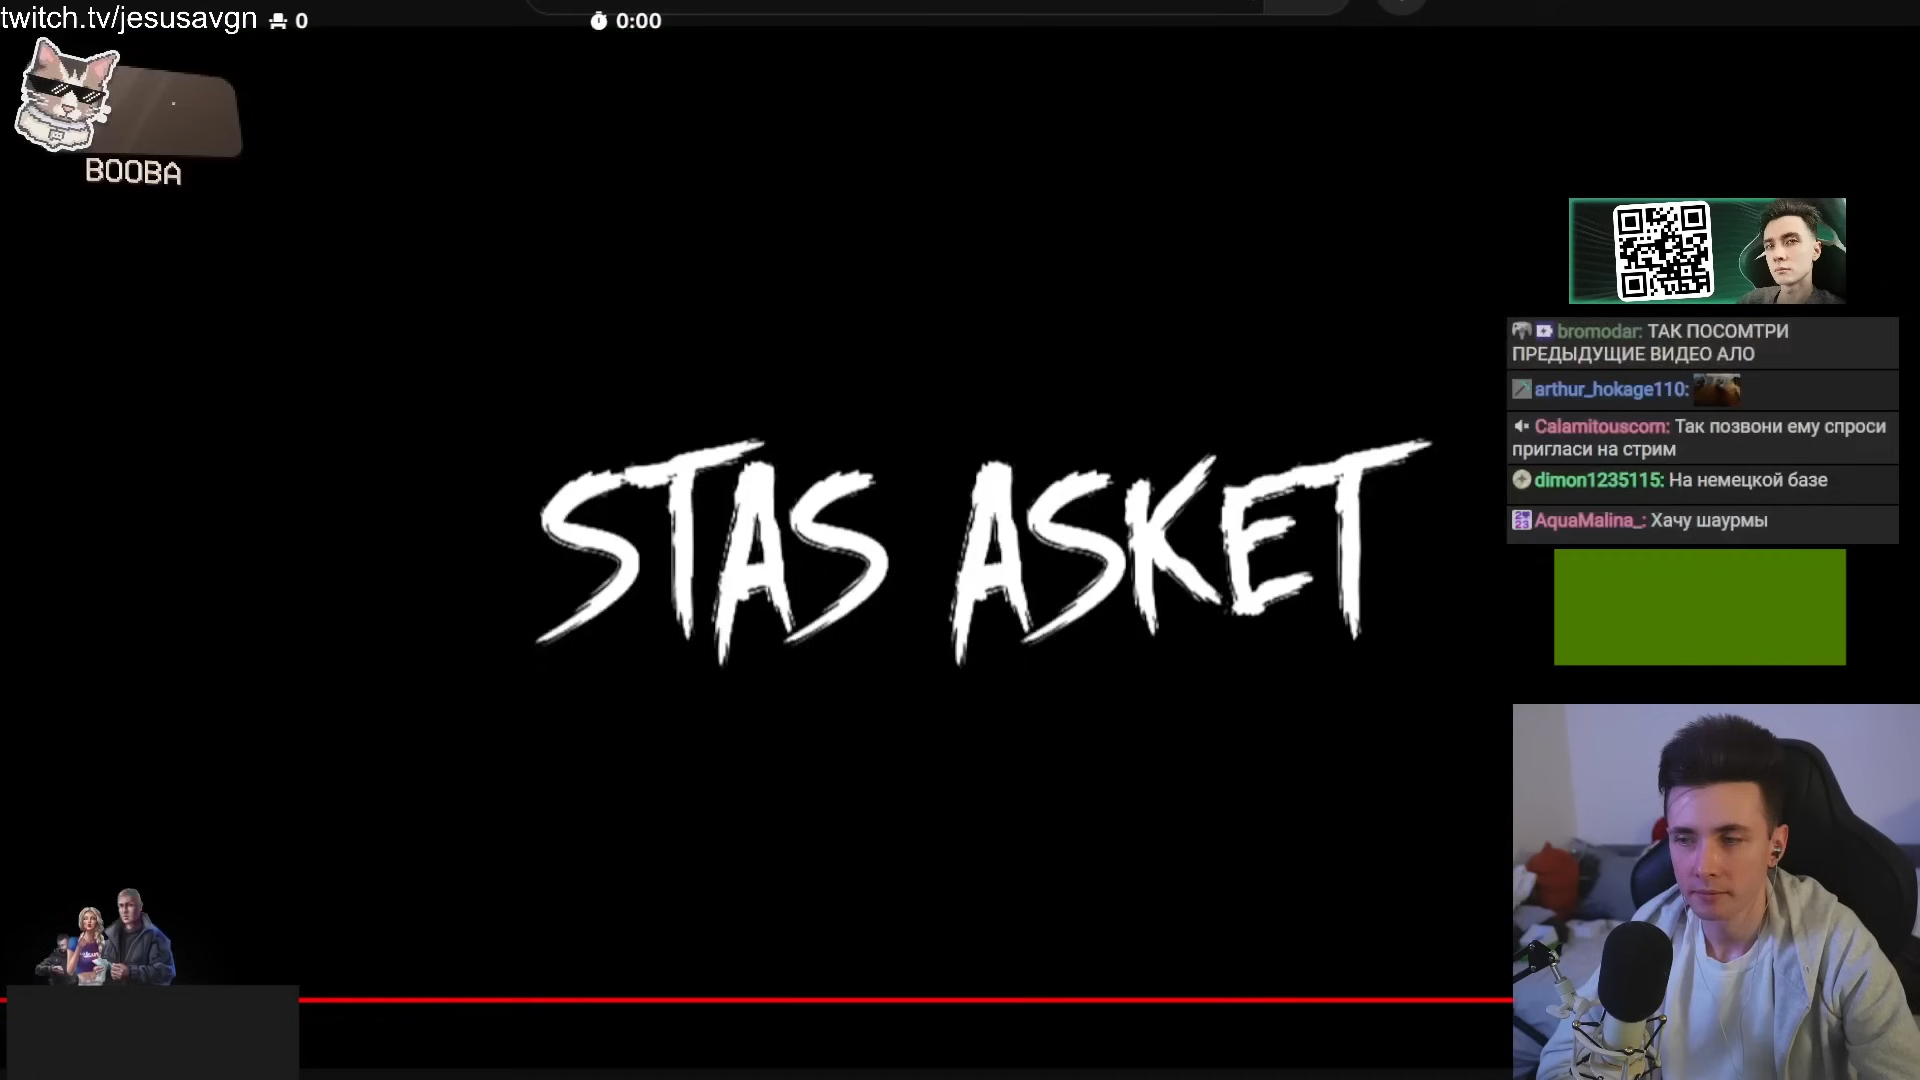 twitch.tv/jesusavgn 0
0:00
BOOBA
STAS ASKET
bromodar: ТАК ПОСОМТРИ
ПРЕДЫДУЩИЕ ВИДЕО АЛО
arthur_hokage110:
Calamitouscorn: Так позвони ему спроси
пригласи на стрим
dimon1235115: На немецкой базе
AquaMalina_: Хачу шаурмы